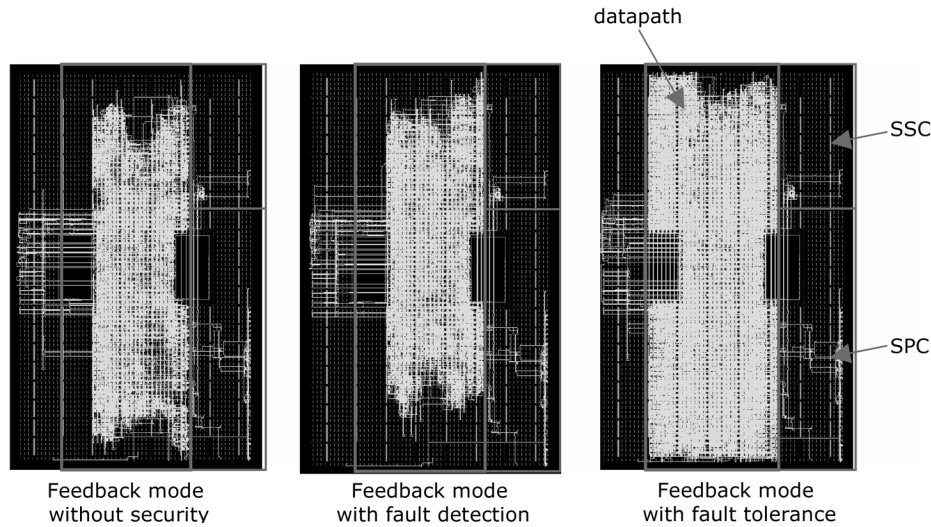 datapath
SSC
SPC
Feedback mode
without security
Feedback mode
with fault detection
Feedback mode
with fault tolerance